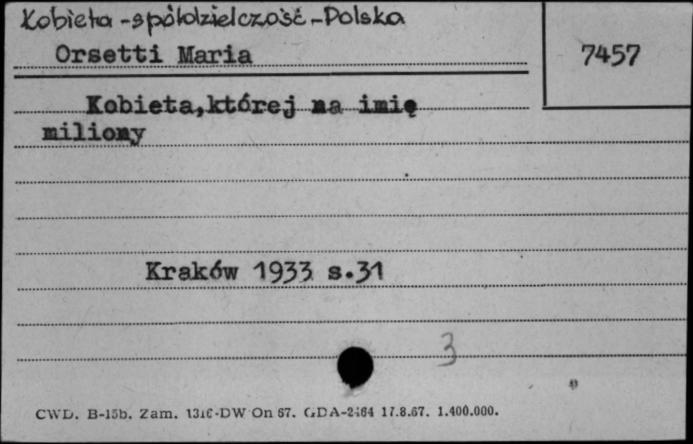 Kobieta - spółdzielczość - Polska
Orsetti Maria
7457
Kobieta,której na imię
miliony
Kraków 1933 s.31
3
CWD. B-15b. Zam. 1316-DW On 67. GDA-2464 17.8.67. 1.400.000.